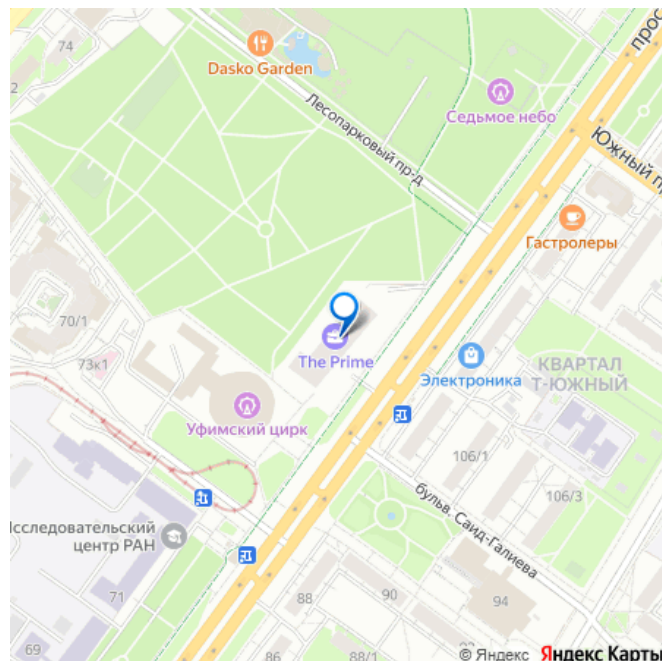 74
2
Dasko Garden
Лесопарковый пр-д
Седьмое небо
прос
Южный пр
Гастролеры
70/1
73к1
The Prime
Электроника
КВАРТАЛ
Т-ЮЖНЫЙ
Уфимский цирк
106/1
106/3
бульв. Саид-Галиева
Исследовательский
центр РАН
71
69
88
90
94
86
88/1
© Яндекс Яндекс Карты